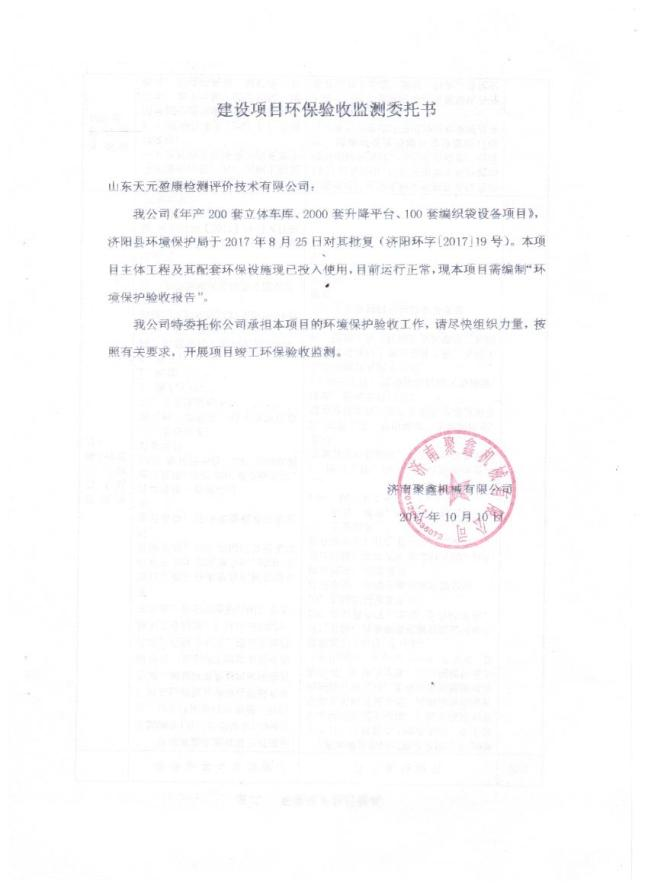 建设项目环保验收监测委托书
山东天元盈康检测评价技术有限公司：
我公司《年产 200 套立体车库、2000 套升降平台、100 套编织袋设备项目》，
济阳县环境保护局于 2017 年 8 月 25 日对其批复（济阳环字[2017]19 号）。本项
目主体工程及其配套环保设施现已投入使用，目前运行正常，现本项目需编制“环
境保护验收报告”。
我公司特委托你公司承担本项目的环境保护验收工作，请尽快组织力量，按
照有关要求，开展项目竣工环保验收监测。
济南聚鑫机械有限公司
济南聚鑫机械有限公司
2017 年 10 月 10 日